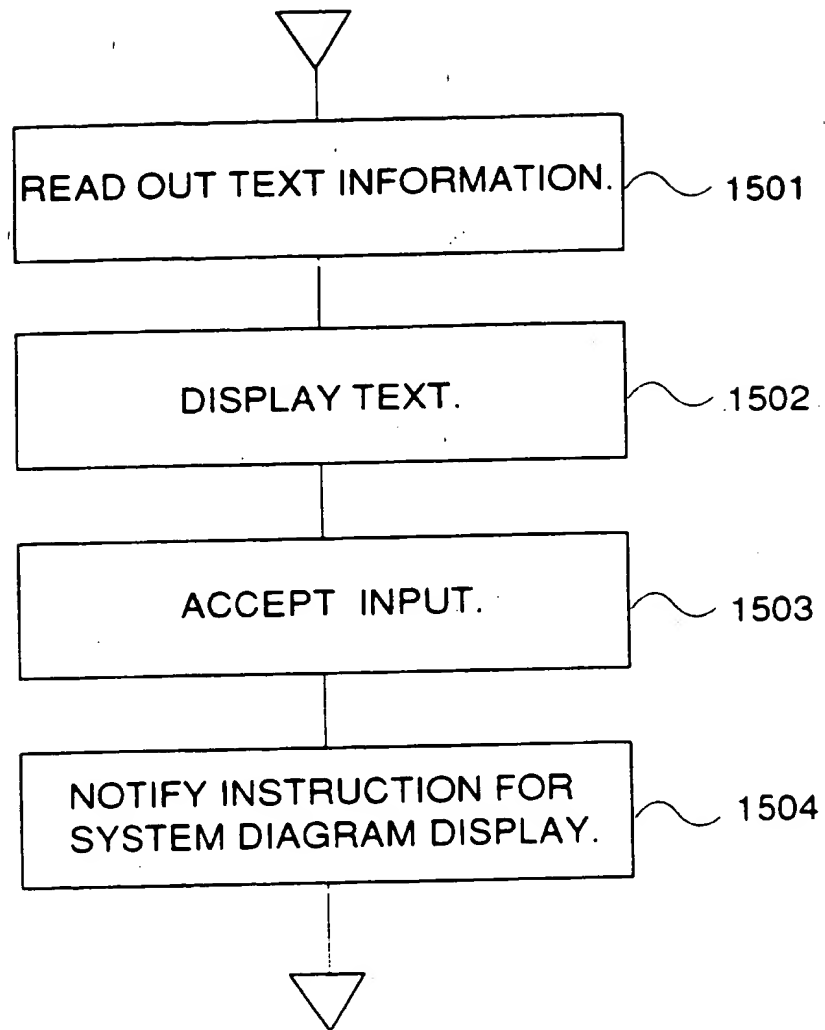 READ OUT TEXT INFORMATION.
1501
DISPLAY TEXT.
1502
ACCEPT INPUT.
1503
NOTIFY INSTRUCTION FOR
SYSTEM DIAGRAM DISPLAY.
1504